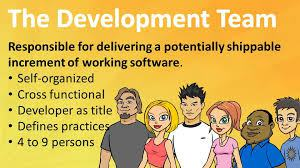 The Development Team
Responsible for delivering a potentially shippable
increment of working software.
• Self-organized
• Cross functional
• Developer as title
• Defines practices
• 4 to 9 persons